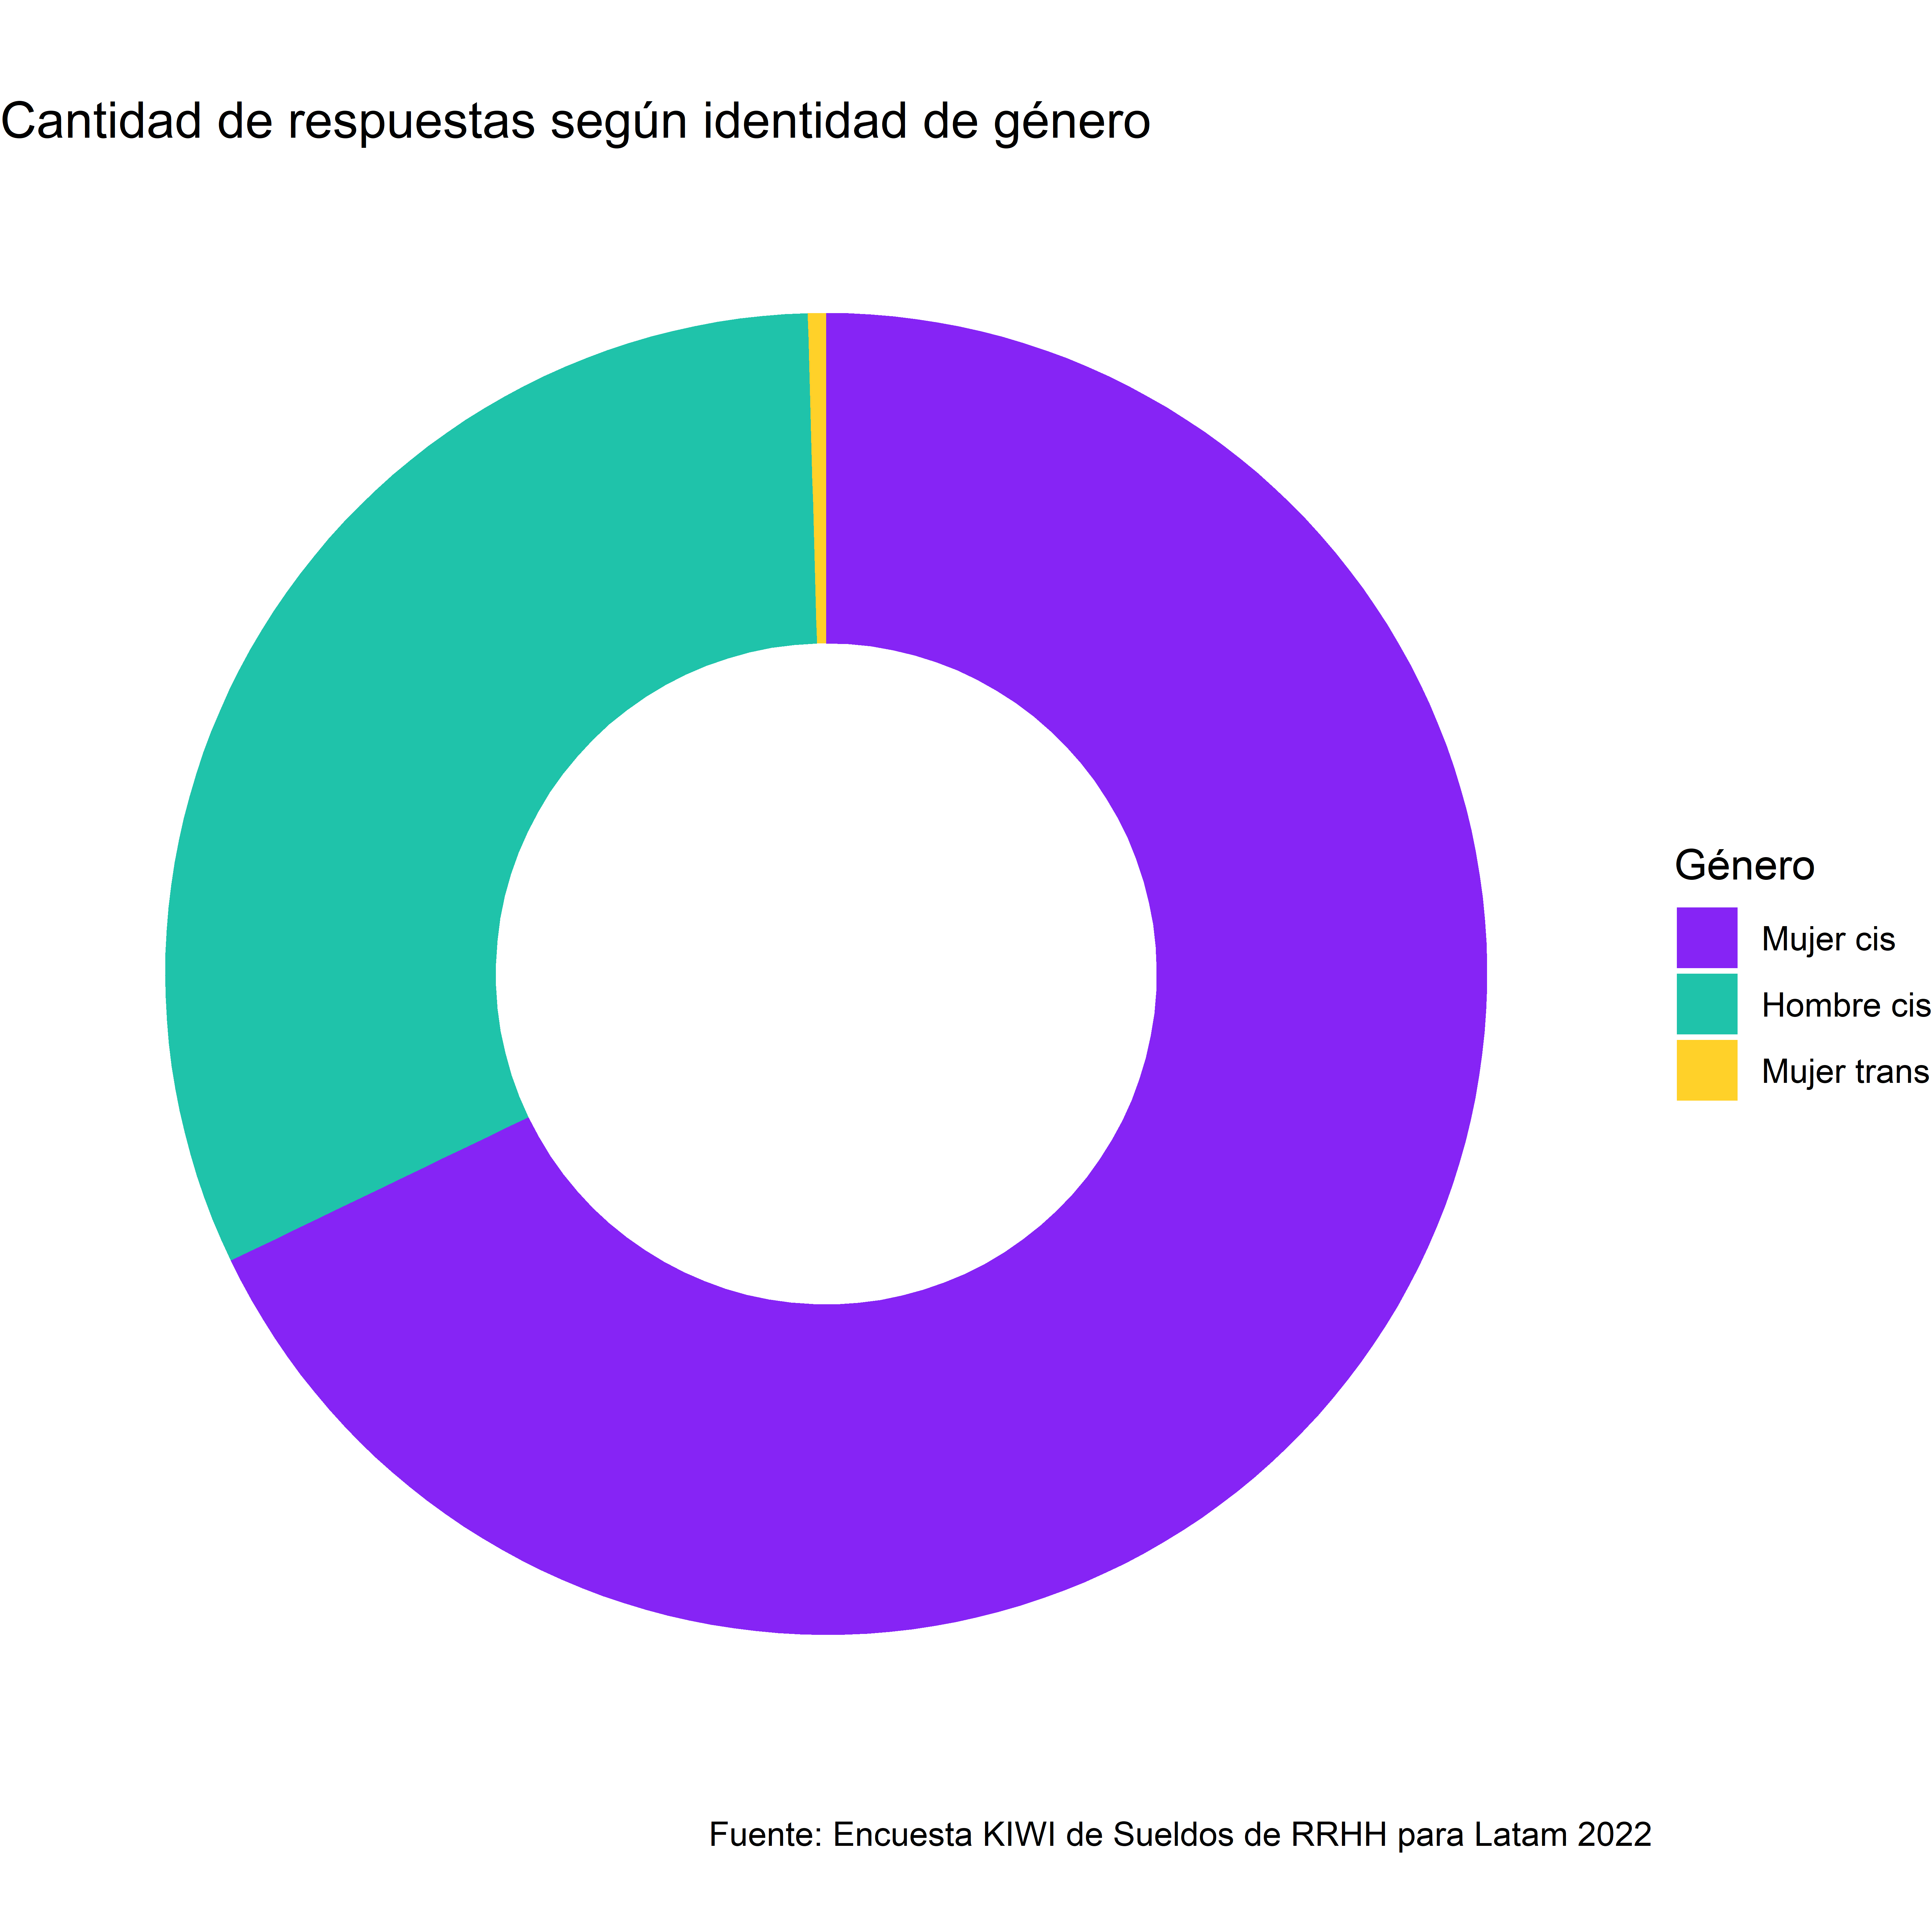 Cantidad de respuestas según identidad de género
Género
Mujer cis
Hombre cis
Mujer trans
Fuente: Encuesta KIWI de Sueldos de RRHH para Latam 2022